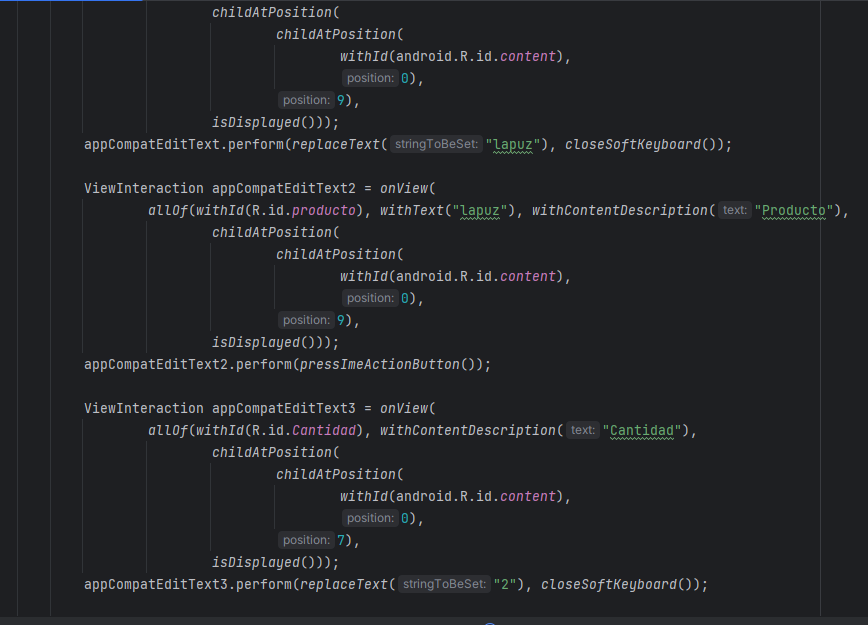 childAtPosition(
childAtPosition(
withId(android.R.id.content),
position: 0),
position: 9),
isDisplayed()));
appCompatEditText.perform(replaceText( stringToBeSet: "lapuz"), closeSoftKeyboard());
ViewInteraction appCompatEditText2 = onView(
allOf(withId(R.id.producto), withText("lapuz"), withContentDescription( text: "Producto"),
childAtPosition(
childAtPosition(
withId(android.R.id.content),
position: 0),
position: 9),
isDisplayed()));
appCompatEditText2.perform(pressImeActionButton());
ViewInteraction appCompatEditText3 = onView(
allOf(withId(R.id.Cantidad), withContentDescription( text: "Cantidad"),
childAtPosition(
childAtPosition(
withId(android.R.id.content),
position: 0),
position: 7),
isDisplayed()));
appCompatEditText3.perform(replaceText( stringToBeSet: "2"), closeSoftKeyboard());